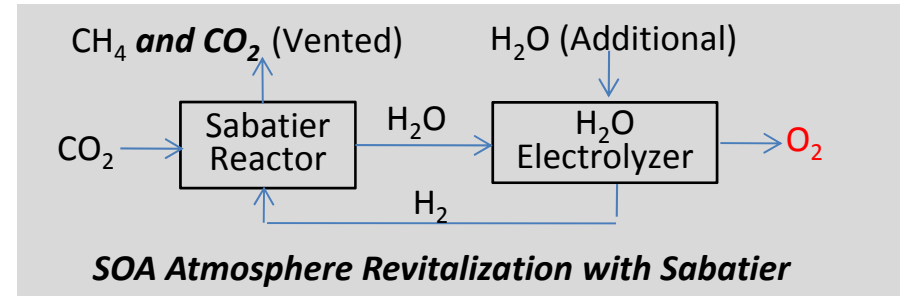 CH₄ and CO₂ (Vented)
H₂O (Additional)
CO₂
Sabatier
Reactor
H₂O
H₂O
Electrolyzer
O₂
H₂
SOA Atmosphere Revitalization with Sabatier